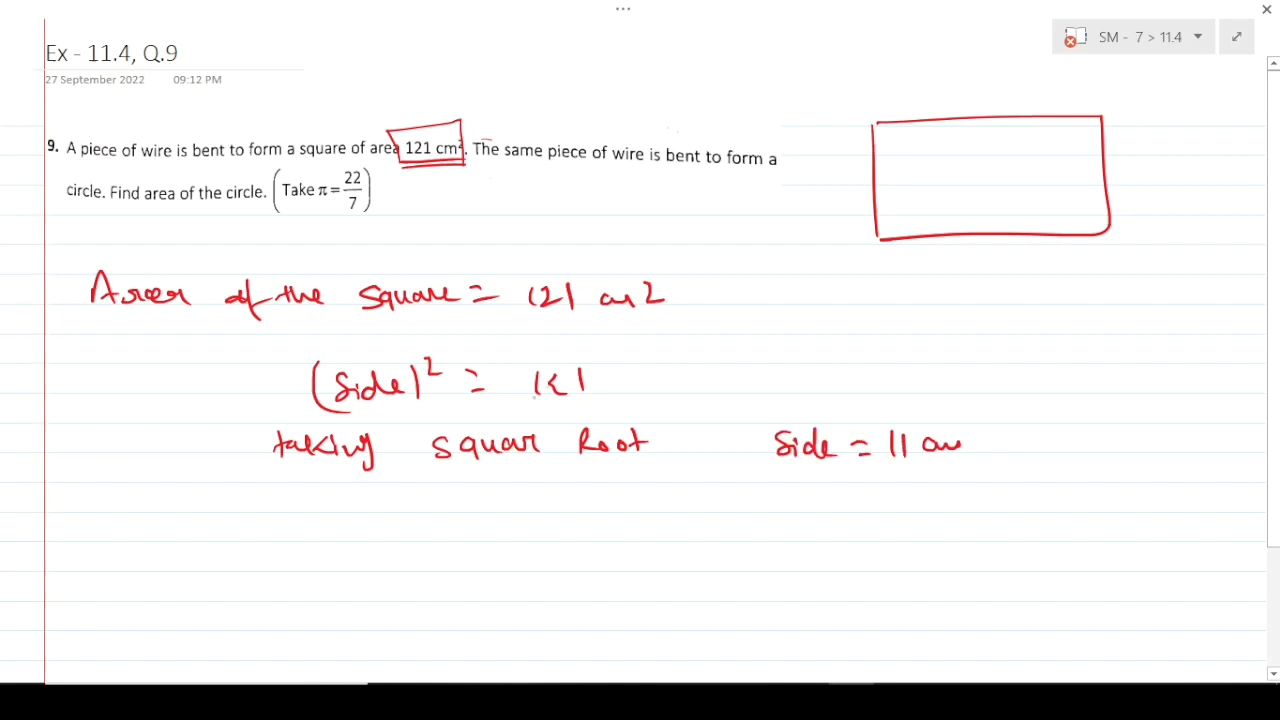 Ex - 11.4, Q.9
27 September 2022 09:12 PM
SM - 7 > 11.4
9. A piece of wire is bent to form a square of area 121 cm². The same piece of wire is bent to form a
circle. Find area of the circle. (Take π = 22/7)
Area of the square = 121 cm2
(Side)² = 121
taking square Root Side = 11 cm